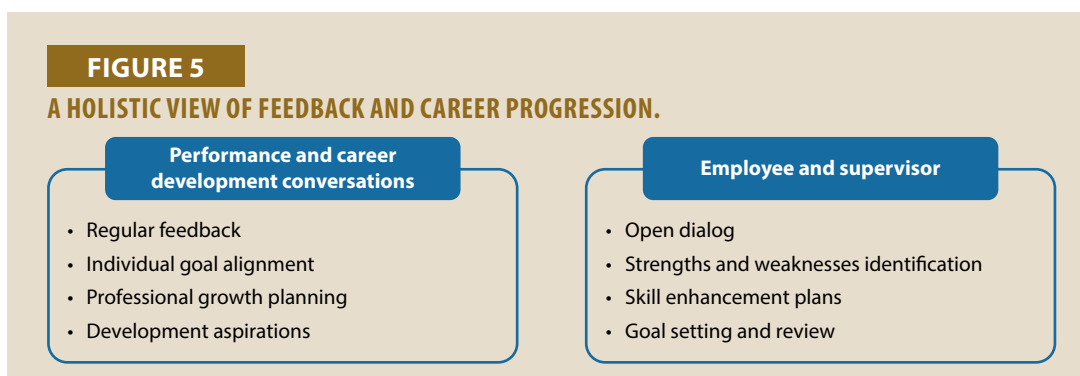 FIGURE 5
A HOLISTIC VIEW OF FEEDBACK AND CAREER PROGRESSION.
Performance and career
development conversations
• Regular feedback
• Individual goal alignment
• Professional growth planning
• Development aspirations
Employee and supervisor
• Open dialog
• Strengths and weaknesses identification
• Skill enhancement plans
• Goal setting and review